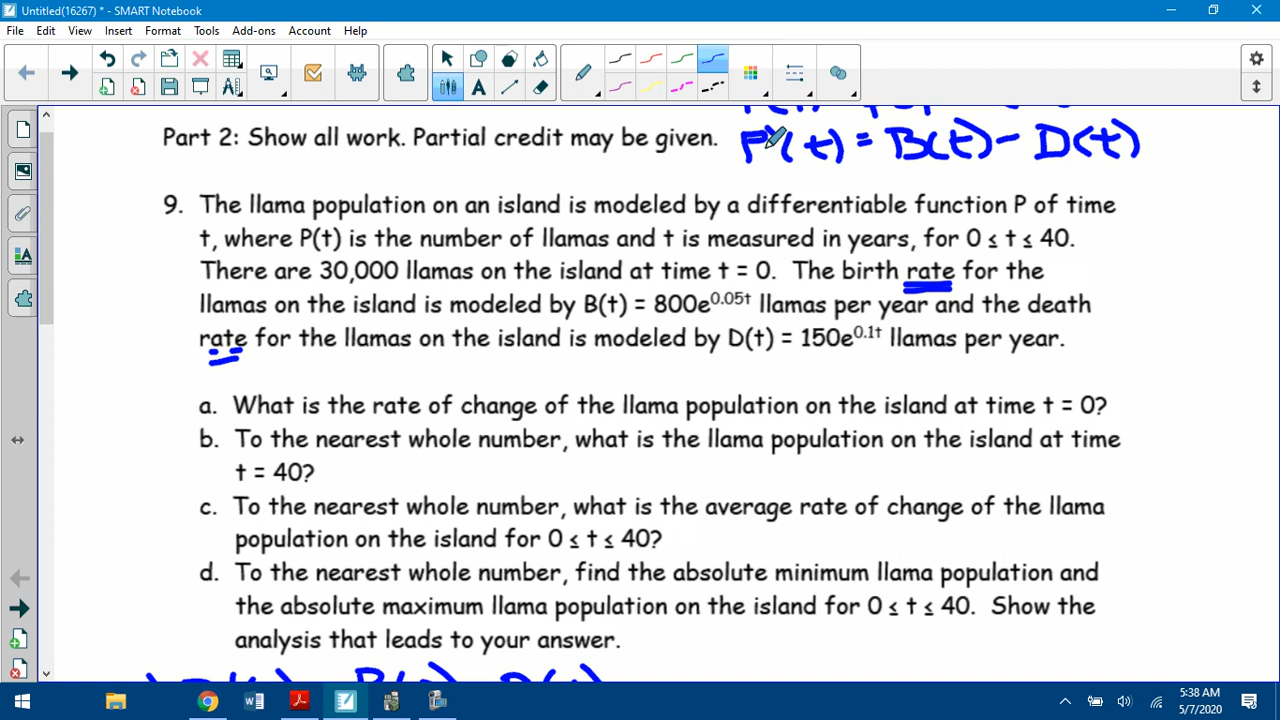 Untitled(16267) * - SMART Notebook
File Edit View Insert Format Tools Add-ons Account Help
Part 2: Show all work. Partial credit may be given. P'(t) = B(t) - D(t)
9. The llama population on an island is modeled by a differentiable function P of time
t, where P(t) is the number of llamas and t is measured in years, for 0 ≤ t ≤ 40.
There are 30,000 llamas on the island at time t = 0. The birth rate for the
llamas on the island is modeled by B(t) = 800e^0.05t llamas per year and the death
rate for the llamas on the island is modeled by D(t) = 150e^0.1t llamas per year.
a. What is the rate of change of the llama population on the island at time t = 0?
b. To the nearest whole number, what is the llama population on the island at time
t = 40?
c. To the nearest whole number, what is the average rate of change of the llama
population on the island for 0 ≤ t ≤ 40?
d. To the nearest whole number, find the absolute minimum llama population and
the absolute maximum llama population on the island for 0 ≤ t ≤ 40. Show the
analysis that leads to your answer.
5:38 AM
5/7/2020